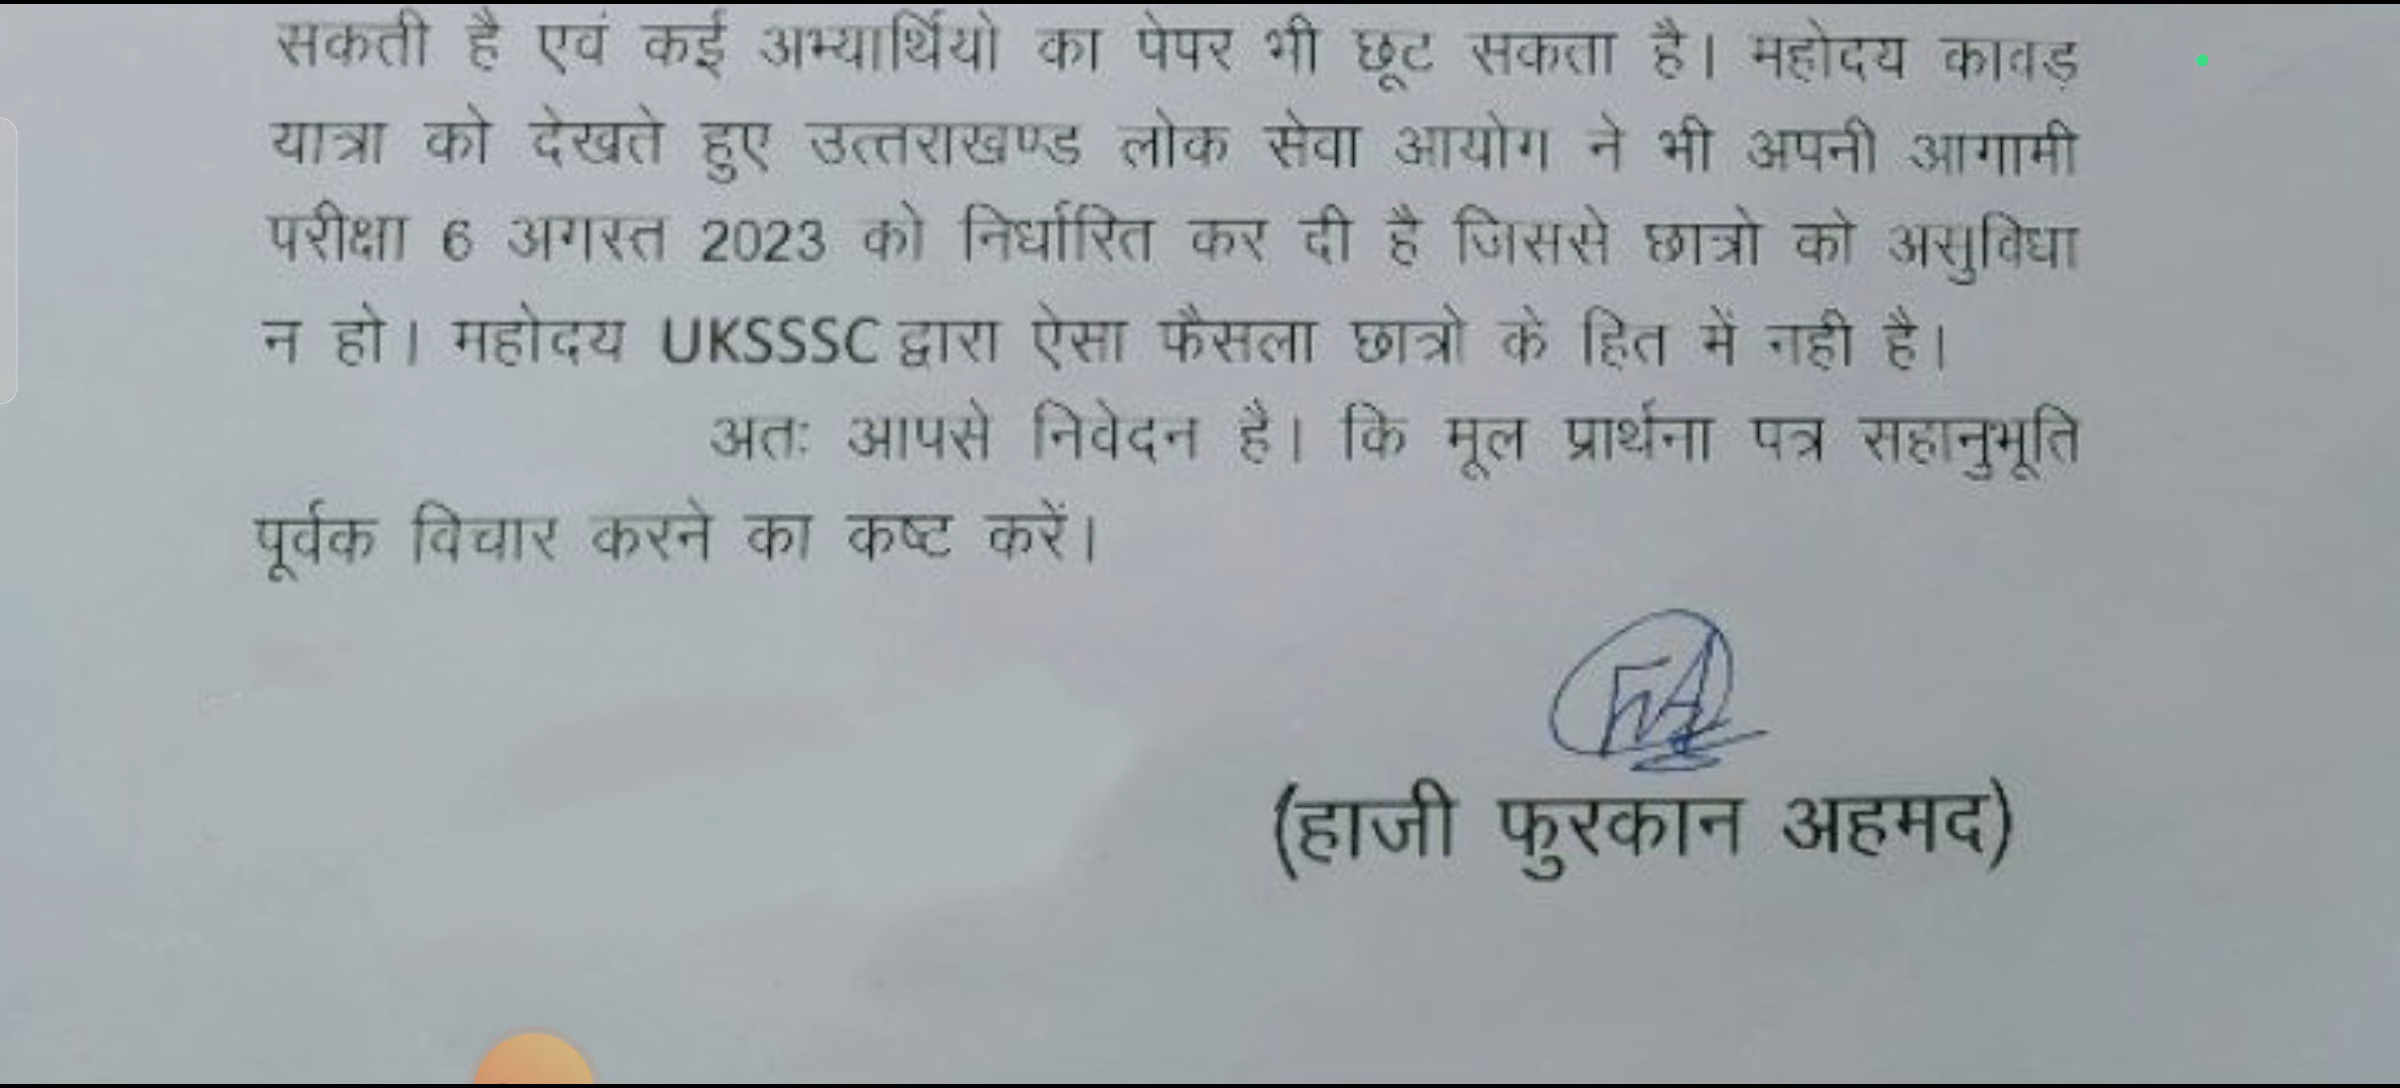 सकती है एवं कई अभ्यार्थियो का पेपर भी छूट सकता है। महोदय कावड़
यात्रा को देखते हुए उत्तराखण्ड लोक सेवा आयोग ने भी अपनी आगामी
परीक्षा 6 अगस्त 2023 को निर्धारित कर दी है जिससे छात्रो को असुविधा
न हो। महोदय UKSSSC द्वारा ऐसा फैसला छात्रो के हित में नही है।
अतः आपसे निवेदन है। कि मूल प्रार्थना पत्र सहानुभूति
पूर्वक विचार करने का कष्ट करें।
(हाजी फुरकान अहमद)